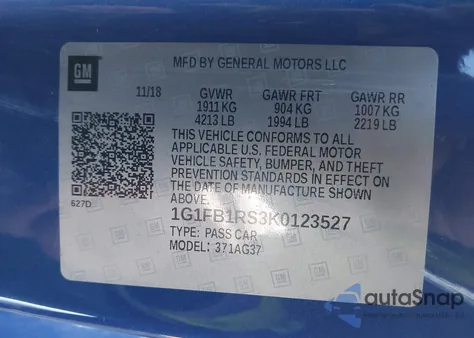 GM
MFD BY GENERAL MOTORS LLC
11/18 GVWR GAWR FRT GAWR RR
1911 KG 904 KG 1007 KG
4213 LB 1994 LB 2219 LB
THIS VEHICLE CONFORMS TO ALL
APPLICABLE U.S. FEDERAL MOTOR
VEHICLE SAFETY, BUMPER, AND THEFT
PREVENTION STANDARDS IN EFFECT ON
THE DATE OF MANUFACTURE SHOWN
ABOVE.
627D
1G1FB1RS3K0123527
TYPE: PASS CAR
MODEL: 371AG37
autoSnap